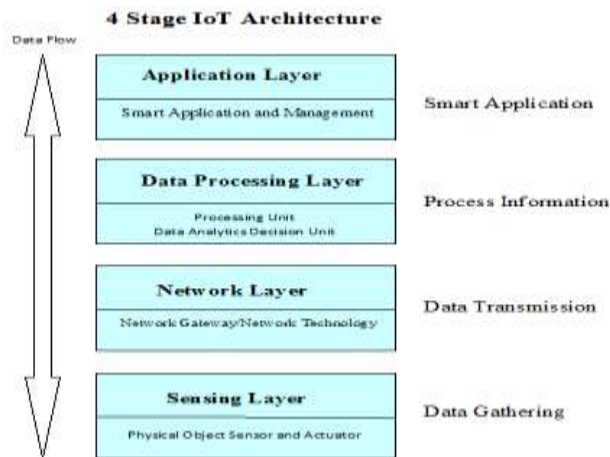 4 Stage IoT Architecture
Data Flow
Application Layer
Smart Application and Management
Smart Application
Data Processing Layer
Processing Unit
Data Analytics Decision Unit
Process Information
Network Layer
Network Gateway/Network Technology
Data Transmission
Sensing Layer
Physical Object Sensor and Actuator
Data Gathering